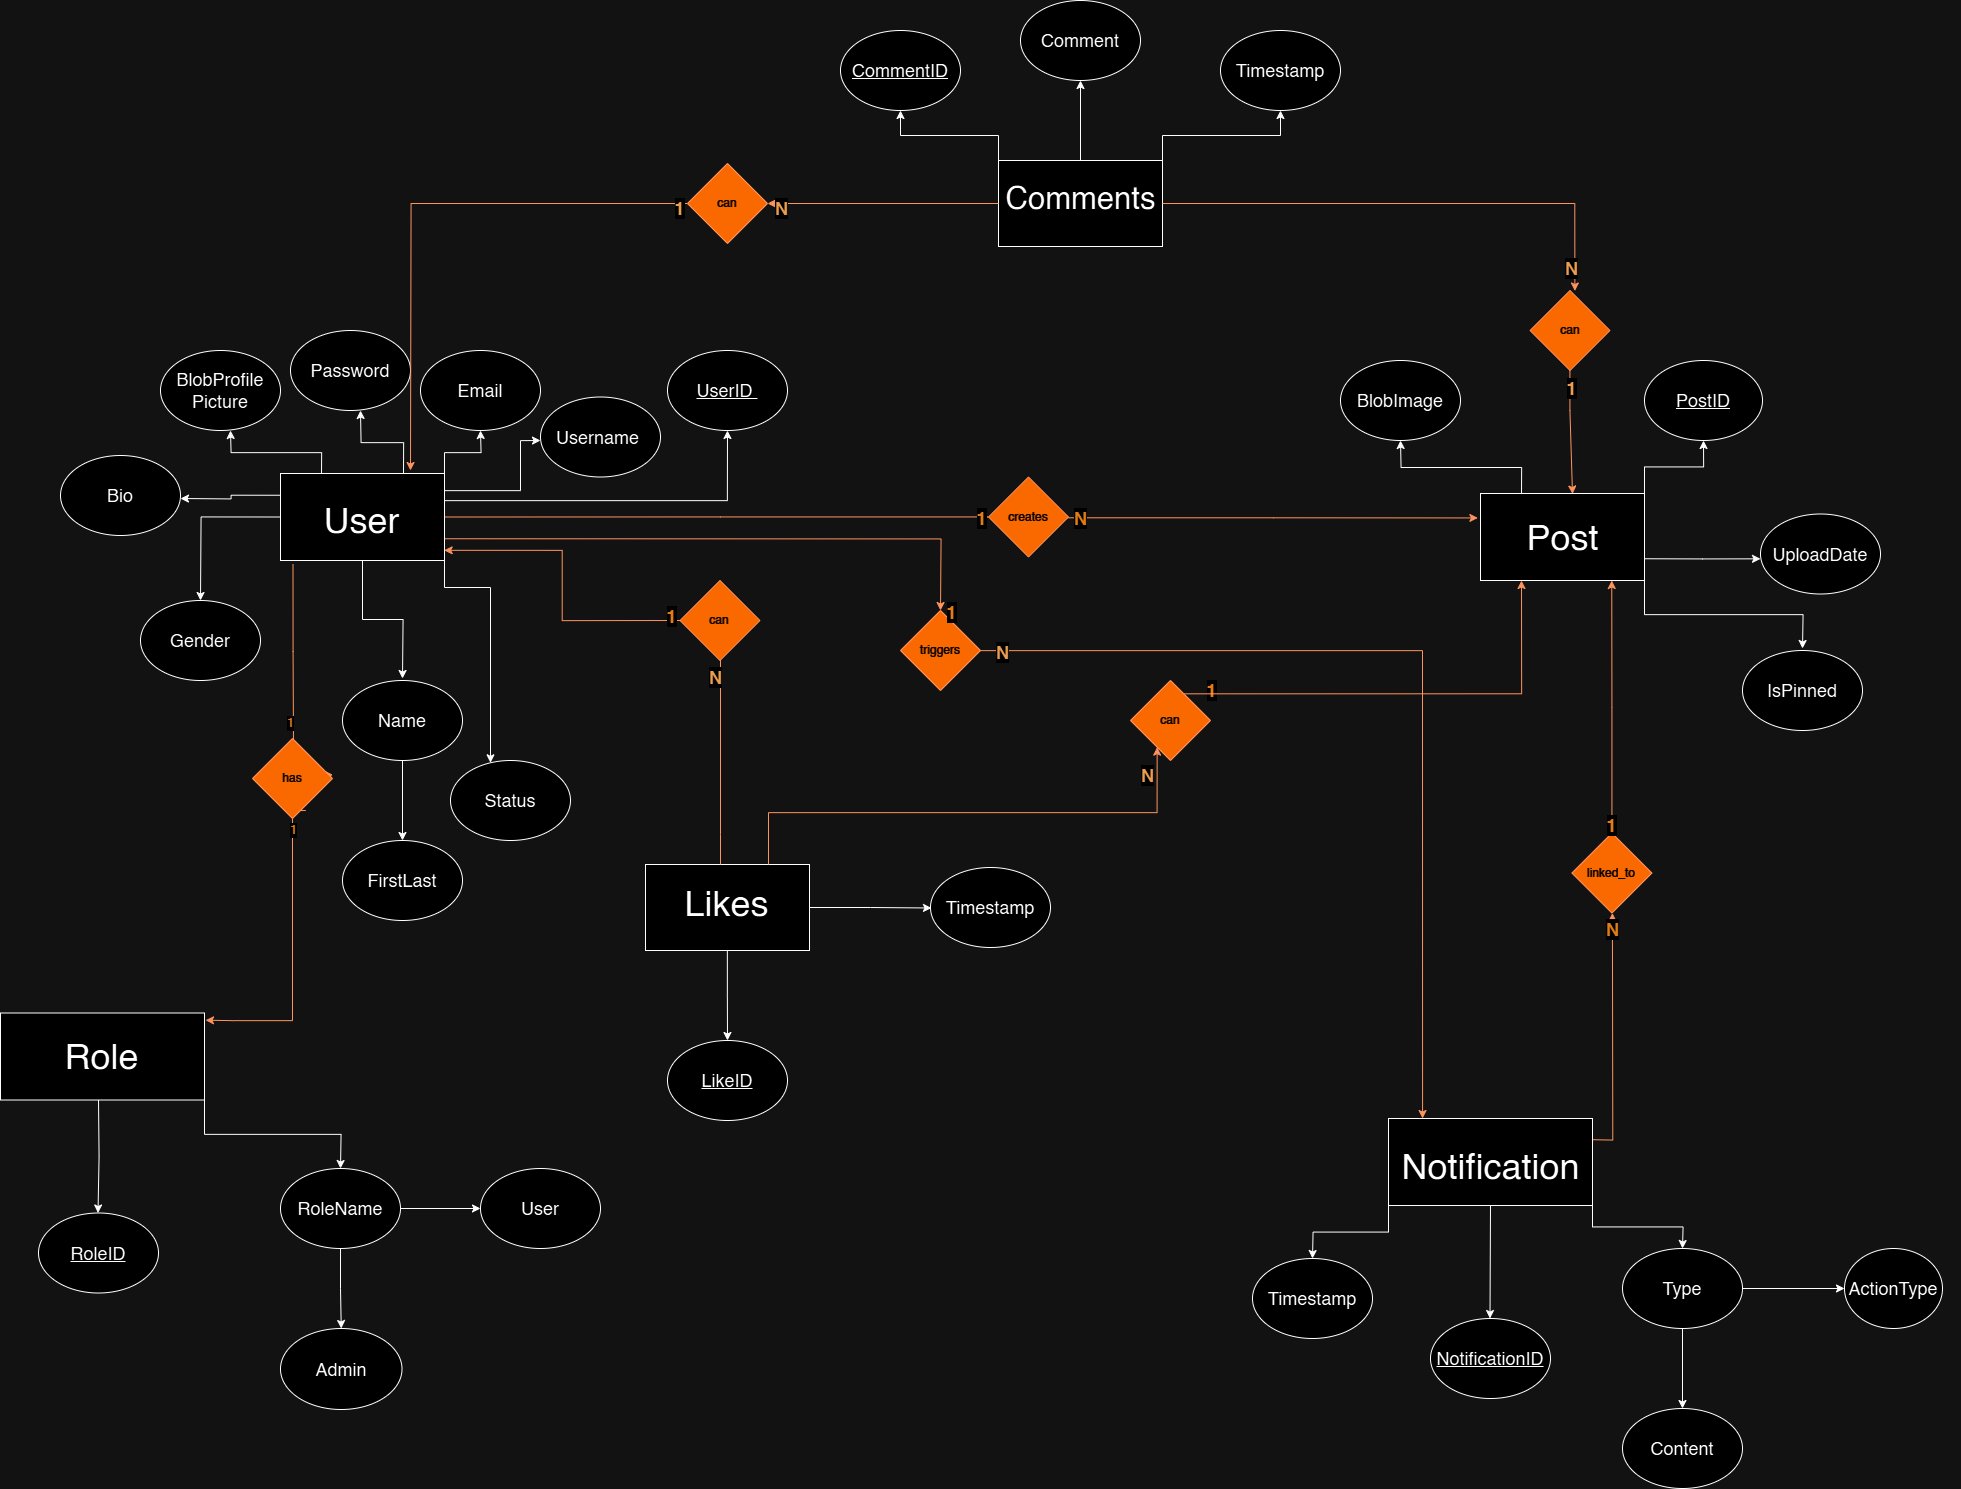 Comment
CommentID
Timestamp
Comments
can
1
N
N
can
1
BlobProfile
Picture
Password
Email
Username
UserID
BlobImage
PostID
Bio
User
Gender
1
creates
N
Post
UploadDate
IsPinned
1
can
N
1
triggers
N
can
1
N
1
has
1
Name
Status
FirstLast
1
linked_to
N
Likes
Timestamp
LikeID
Role
RoleID
RoleName
User
Admin
Notification
Timestamp
NotificationID
Type
ActionType
Content